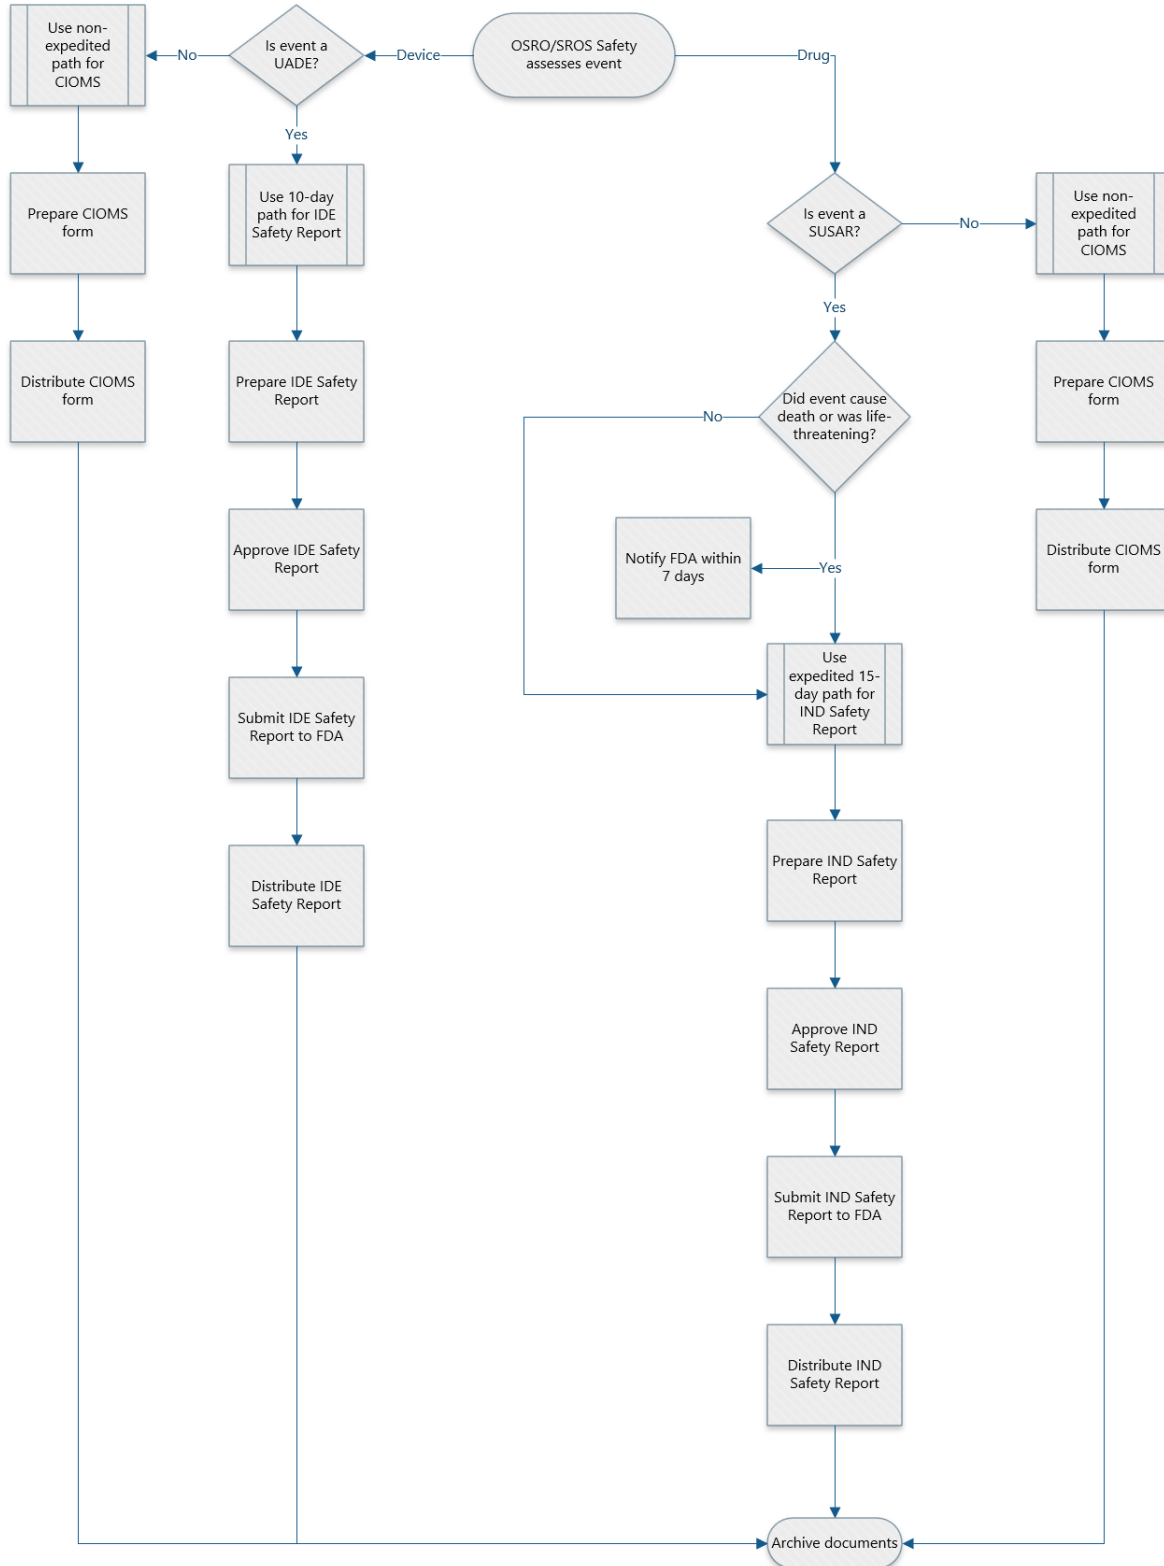 Use non-
expedited
path for
CIOMS
No
Is event a
UADE?
Device
OSRO/SROS Safety
assesses event
Drug
Yes
Prepare CIOMS
form
Use 10-day
path for IDE
Safety Report
Is event a
SUSAR?
No
Use non-
expedited
path for
CIOMS
Yes
Distribute CIOMS
form
Prepare IDE Safety
Report
Did event cause
death or was life-
threatening?
No
Prepare CIOMS
form
Approve IDE Safety
Report
Notify FDA within
7 days
Yes
Distribute CIOMS
form
Submit IDE Safety
Report to FDA
Use
expedited 15-
day path for
IND Safety
Report
Distribute IDE
Safety Report
Prepare IND Safety
Report
Approve IND
Safety Report
Submit IND Safety
Report to FDA
Distribute IND
Safety Report
Archive documents